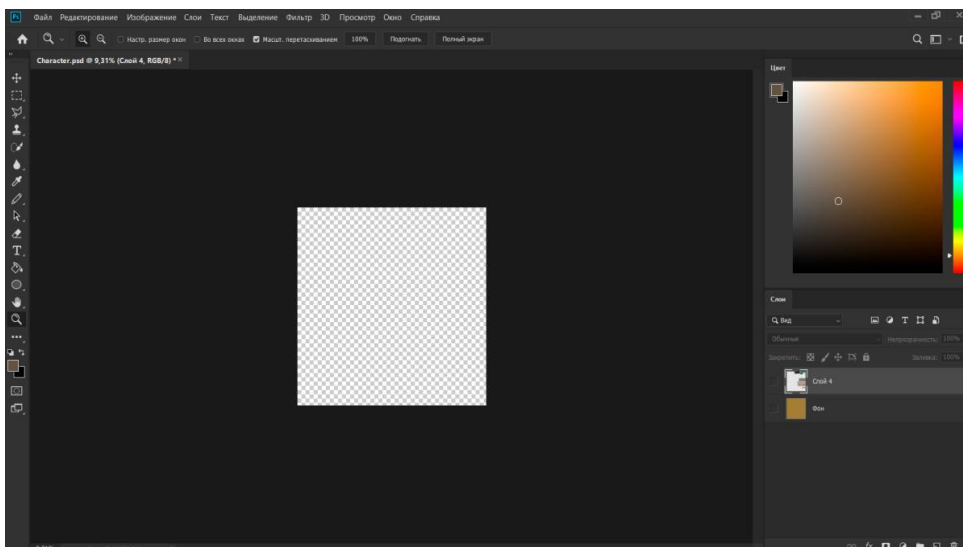 Ps Файл Редактирование Изображение Слои Текст Выделение Фильтр 3D Просмотр Окно Справка
Настр. размер окон Во всех окнах Масшт. перетаскиванием 100% Подогнать Полный экран
Character.psd @ 9,31% (Слой 4, RGB/8) * ×
Цвет
Слои
Вид
Обычные Непрозрачность: 100%
Закрепить: Заливка: 100%
Слой 4
Фон
fx